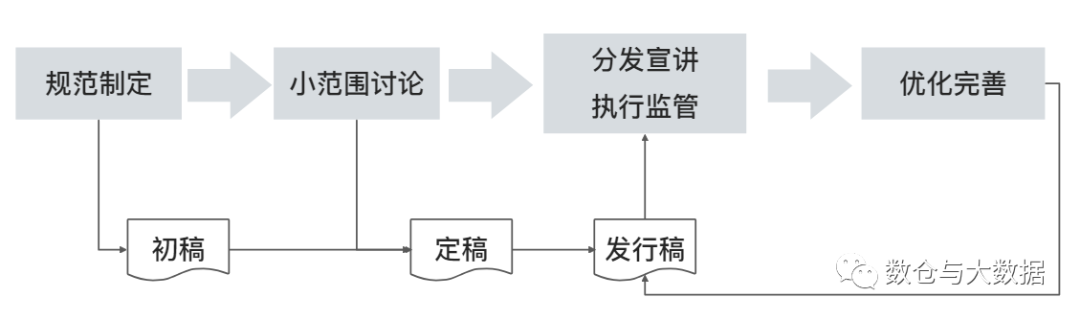 规范制定
小范围讨论
分发宣讲
执行监管
优化完善
初稿
定稿
发行稿
数仓与大数据